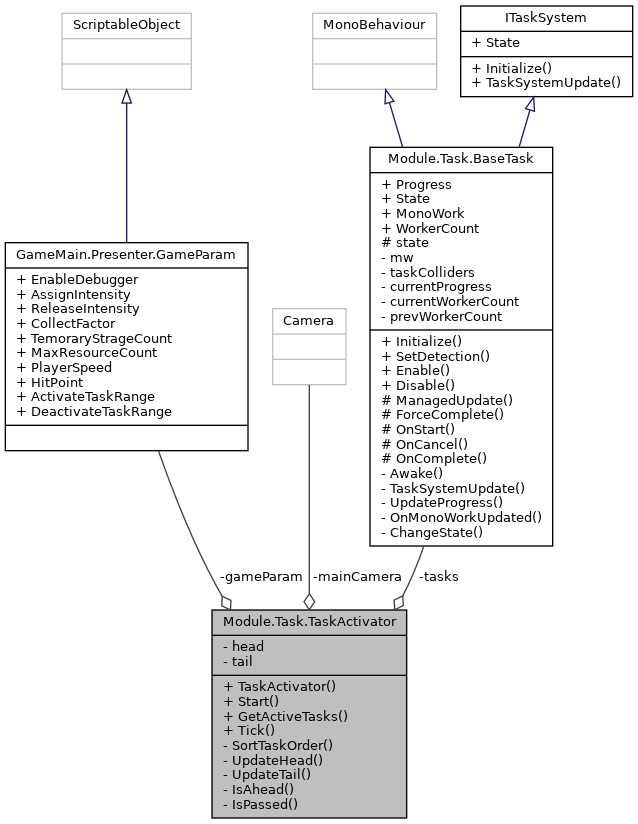 ScriptableObject
MonoBehaviour
ITaskSystem
+ State
+ Initialize()
+ TaskSystemUpdate()
Module.Task.BaseTask
+ Progress
+ State
+ MonoWork
+ WorkerCount
# state
- mw
- taskColliders
- currentProgress
- currentWorkerCount
- prevWorkerCount
+ Initialize()
+ SetDetection()
+ Enable()
+ Disable()
# ManagedUpdate()
# ForceComplete()
# OnStart()
# OnCancel()
# OnComplete()
- Awake()
- TaskSystemUpdate()
- UpdateProgress()
- OnMonoWorkUpdated()
- ChangeState()
GameMain.Presenter.GameParam
+ EnableDebugger
+ AssignIntensity
+ ReleaseIntensity
+ CollectFactor
+ TemoraryStrageCount
+ MaxResourceCount
+ PlayerSpeed
+ HitPoint
+ ActivateTaskRange
+ DeactivateTaskRange
Camera
-gameParam
-mainCamera
-tasks
Module.Task.TaskActivator
- head
- tail
+ TaskActivator()
+ Start()
+ GetActiveTasks()
+ Tick()
- SortTaskOrder()
- UpdateHead()
- UpdateTail()
- IsAhead()
- IsPassed()